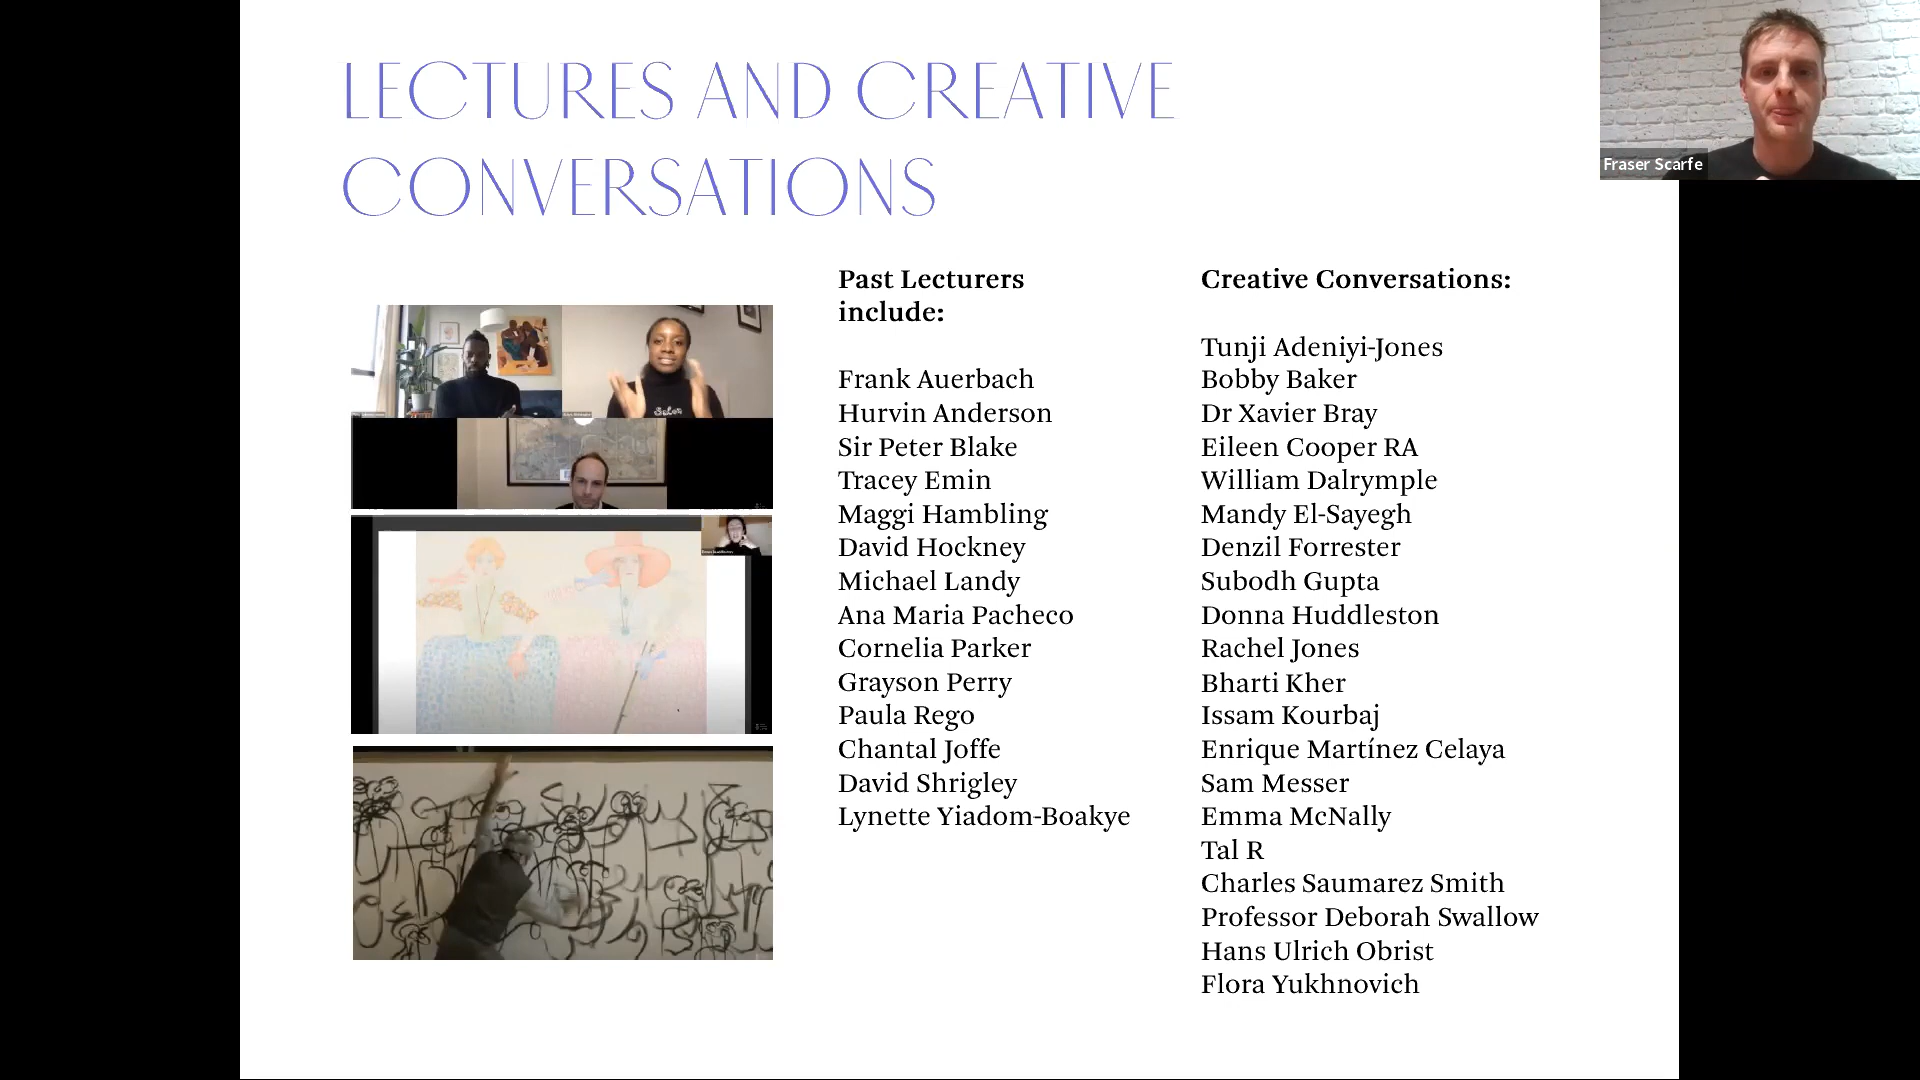 LECTURES AND CREATIVE
CONVERSATIONS
Fraser Scarfe
Past Lecturers
include:
Frank Auerbach
Hurvin Anderson
Sir Peter Blake
Tracey Emin
Maggi Hambling
David Hockney
Michael Landy
Ana Maria Pacheco
Cornelia Parker
Grayson Perry
Paula Rego
Chantal Joffe
David Shrigley
Lynette Yiadom-Boakye
Creative Conversations:
Tunji Adeniyi-Jones
Bobby Baker
Dr Xavier Bray
Eileen Cooper RA
William Dalrymple
Mandy El-Sayegh
Denzil Forrester
Subodh Gupta
Donna Huddleston
Rachel Jones
Bharti Kher
Issam Kourbaj
Enrique Martínez Celaya
Sam Messer
Emma McNally
Tal R
Charles Saumarez Smith
Professor Deborah Swallow
Hans Ulrich Obrist
Flora Yukhnovich